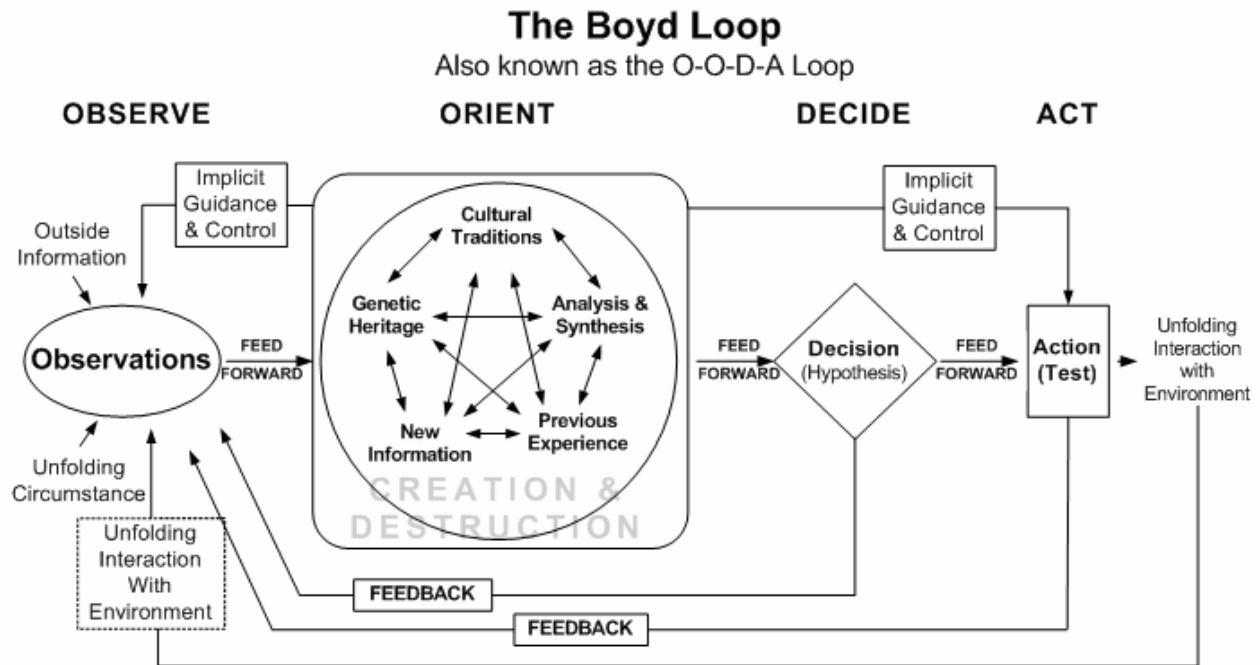 The Boyd Loop
Also known as the O-O-D-A Loop
OBSERVE
ORIENT
DECIDE
ACT
Implicit
Guidance
& Control
Outside
Information
Observations
Unfolding
Circumstance
Unfolding
Interaction
With
Environment
FEED
FORWARD
Cultural
Traditions
Genetic
Heritage
Analysis &
Synthesis
New
Information
Previous
Experience
CREATION &
DESTRUCTION
FEED
FORWARD
Decision
(Hypothesis)
FEED
FORWARD
Implicit
Guidance
& Control
Action
(Test)
Unfolding
Interaction
with
Environment
FEEDBACK
FEEDBACK